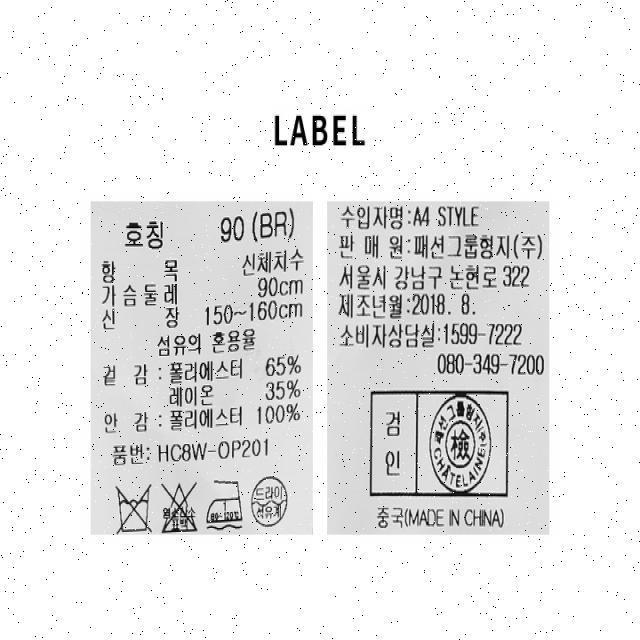 LABEL
호칭 90 (BR)
항 목 신체치수
가슴둘레 90cm
신 장 150~160cm
섬유의 혼용율
겉 감 : 폴리에스터 65%
레이온 35%
안 감 : 폴리에스터 100%
품번: HC8W-OP201
염소산소
표백
80~120℃
드라이
석유계
수입자명:A4 STYLE
판 매 원:패션그룹형지(주)
서울시 강남구 논현로 322
제조년월:2018. 8.
소비자상담실:1599-7222
080-349-7200
검
인
패션그룹형지(주)
檢
CHATELAINE
중국(MADE IN CHINA)